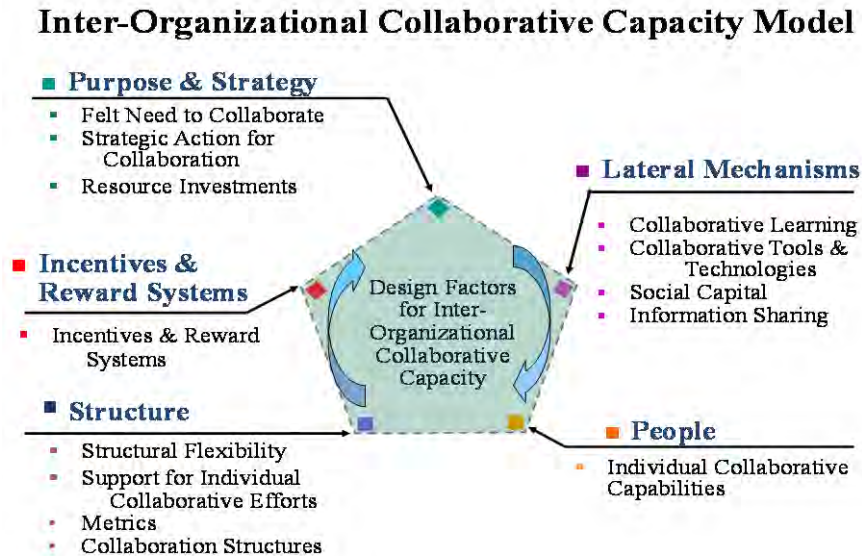 Inter-Organizational Collaborative Capacity Model
Purpose & Strategy
Felt Need to Collaborate
Strategic Action for
Collaboration
Resource Investments
Lateral Mechanisms
Collaborative Learning
Collaborative Tools &
Technologies
Social Capital
Information Sharing
Incentives &
Reward Systems
Incentives & Reward
Systems
Design Factors
for Inter-
Organizational
Collaborative
Capacity
Structure
Structural Flexibility
Support for Individual
Collaborative Efforts
Metrics
Collaboration Structures
People
Individual Collaborative
Capabilities